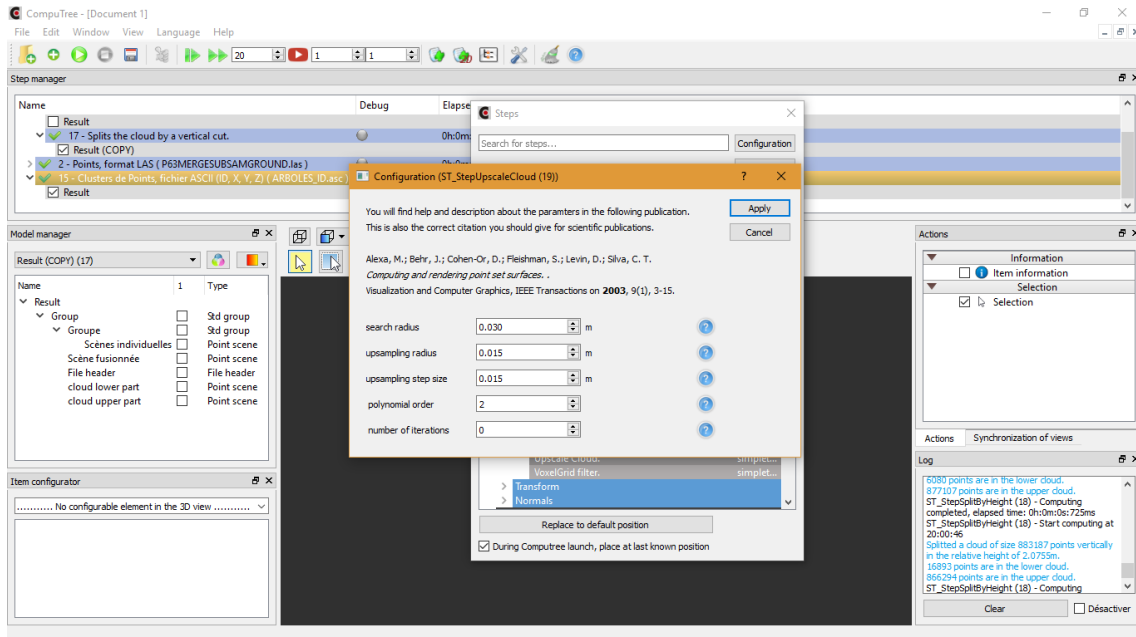 CompuTree - [Document 1]
File Edit Window View Language Help
20 1 1
Step manager
Name Debug Elapse
Result
17 - Splits the cloud by a vertical cut. 0h:0m:
Result (COPY)
2 - Points, format LAS ( P63MERGESUBSAMGROUND.las )
15 - Clusters de Points, fichier ASCII (ID, X, Y, Z) ( ARBOLES_ID.asc )
Result
Steps
Search for steps... Configuration
Configuration (ST_StepUpscaleCloud (19)) ?
You will find help and description about the paramters in the following publication. Apply
This is also the correct citation you should give for scientific publications. Cancel
Alexa, M.; Behr, J.; Cohen-Or, D.; Fleishman, S.; Levin, D.; Silva, C. T.
Computing and rendering point set surfaces. .
Visualization and Computer Graphics, IEEE Transactions on 2003, 9(1), 3-15.
search radius 0.030 m ?
upsampling radius 0.015 m ?
upsampling step size 0.015 m ?
polynomial order 2 ?
number of iterations 0 ?
Upscale Cloud. simplet...
VoxelGrid filter. simplet...
Transform
Normals
Replace to default position
During Computree launch, place at last known position
Model manager
Result (COPY) (17)
Name 1 Type
Result
Group Std group
Groupe Std group
Scènes individuelles Point scene
Scène fusionnée Point scene
File header File header
cloud lower part Point scene
cloud upper part Point scene
Item configurator
........... No configurable element in the 3D view ...........
Actions
Information
Item information
Selection
Selection
Actions Synchronization of views
Log
6080 points are in the lower cloud.
877107 points are in the upper cloud.
ST_StepSplitByHeight (18) - Computing
completed, elapsed time: 0h:0m:0s:725ms
ST_StepSplitByHeight (18) - Start computing at
20:00:46
Splitted a cloud of size 883187 points vertically
in the relative height of 2.0755m.
16893 points are in the lower cloud.
866294 points are in the upper cloud.
ST_StepSplitByHeight (18) - Computing
Clear Désactiver